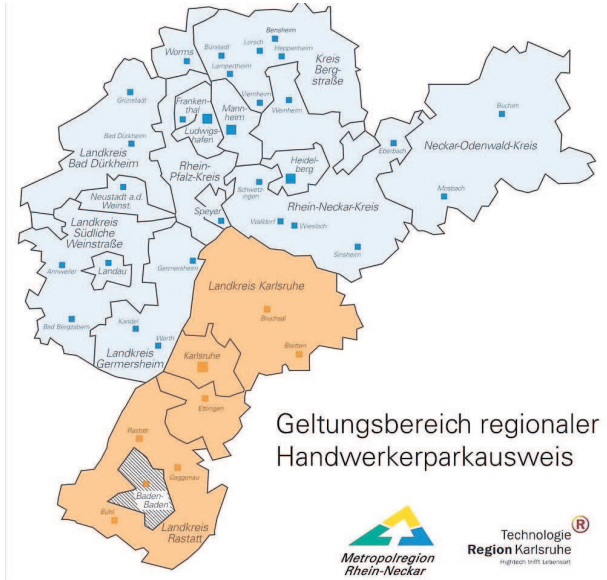 Bensheim
Worms
Bürstadt
Lorsch
Heppenheim
Kreis
Berg-
straße
Lampertheim
Grünstadt
Franken-
thal
Mann-
heim
Viernheim
Weinheim
Buchen
Ludwigs-
hafen
Bad Dürkheim
Landkreis
Bad Dürkheim
Rhein-
Pfalz-Kreis
Heidel-
berg
Eberbach
Neckar-Odenwald-Kreis
Neustadt a.d.
Weinst.
Schwetz-
ingen
Mosbach
Rhein-Neckar-Kreis
Speyer
Walldorf
Wiesloch
Landkreis
Südliche
Weinstraße
Sinsheim
Annweiler
Landau
Germersheim
Landkreis Karlsruhe
Bruchsal
Bad Bergzabern
Kandel
Wörth
Landkreis
Germersheim
Karlsruhe
Bretten
Ettlingen
Geltungsbereich regionaler
Handwerkerparkausweis
Rastatt
Gaggenau
Baden-
Baden
Bühl
Landkreis
Rastatt
Metropolregion
Rhein-Neckar
Technologie
Region Karlsruhe
Hightech trifft Lebensart
R